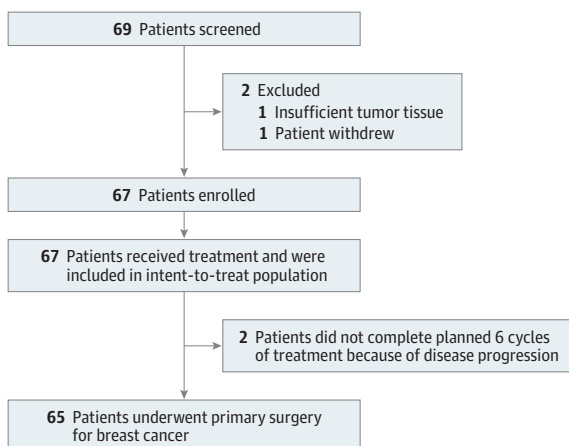 69 Patients screened
2 Excluded
1 Insufficient tumor tissue
1 Patient withdrew
67 Patients enrolled
67 Patients received treatment and were
included in intent-to-treat population
2 Patients did not complete planned 6 cycles
of treatment because of disease progression
65 Patients underwent primary surgery
for breast cancer